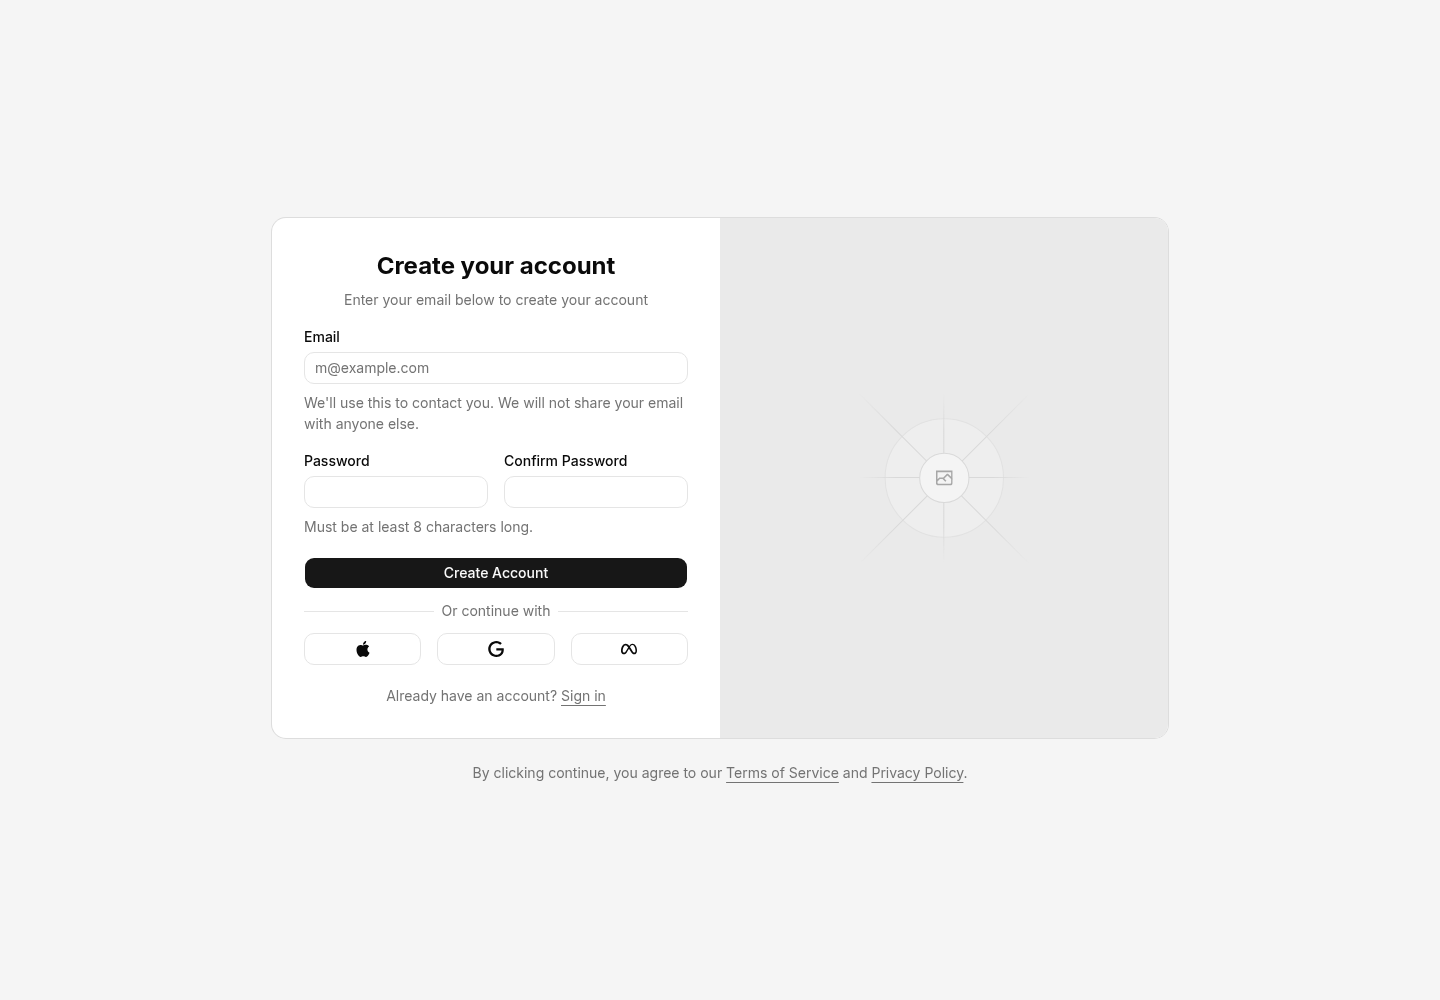 Create your account
Enter your email below to create your account
Email
m@example.com
We'll use this to contact you. We will not share your email
with anyone else.
Password
Confirm Password
Must be at least 8 characters long.
Create Account
Or continue with
Already have an account? Sign in
By clicking continue, you agree to our Terms of Service and Privacy Policy.